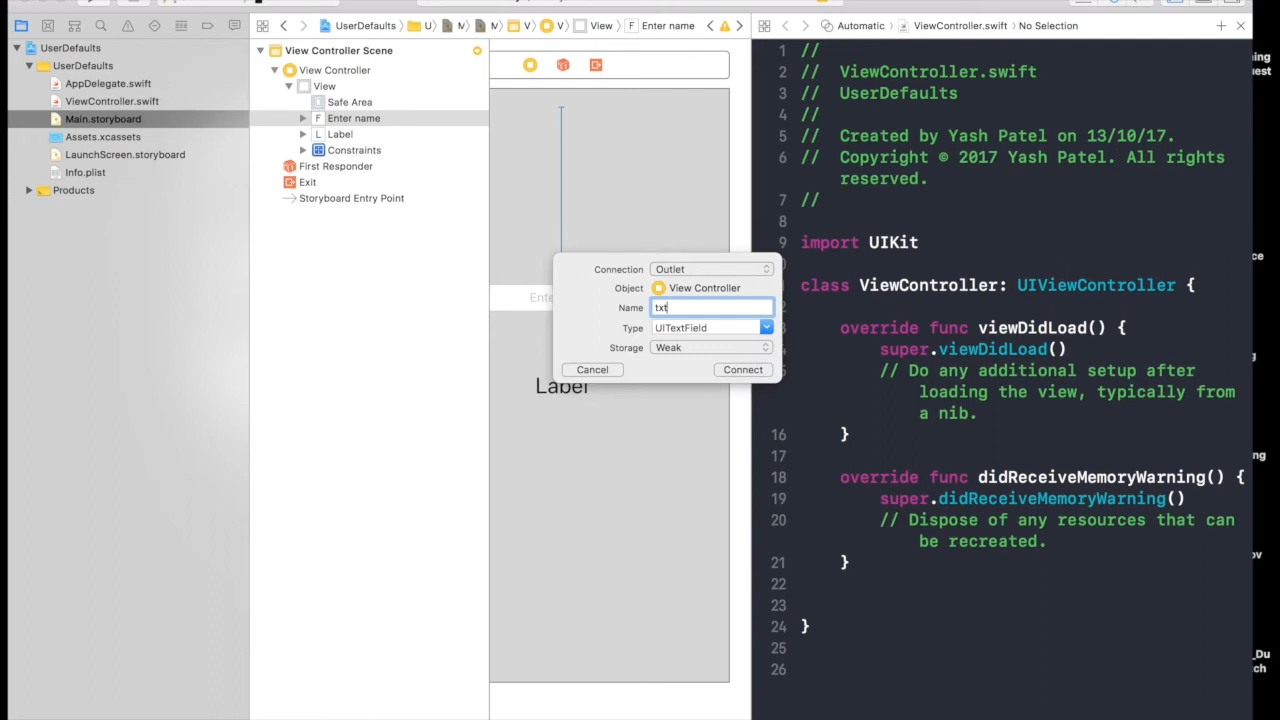 UserDefaults
U
M
M
V
V
View
Enter name
Automatic
ViewController.swift
No Selection
UserDefaults
UserDefaults
AppDelegate.swift
ViewController.swift
Main.storyboard
Assets.xcassets
LaunchScreen.storyboard
Info.plist
Products
View Controller Scene
View Controller
View
Safe Area
F Enter name
L Label
Constraints
First Responder
Exit
Storyboard Entry Point
Label
Connection Outlet
Object View Controller
Name txt
Type UITextField
Storage Weak
Cancel Connect
1 //
2 // ViewController.swift
3 // UserDefaults
4 //
5 // Created by Yash Patel on 13/10/17.
6 // Copyright © 2017 Yash Patel. All rights
reserved.
7 //
8
9 import UIKit
class ViewController: UIViewController {
override func viewDidLoad() {
super.viewDidLoad()
// Do any additional setup after
loading the view, typically from
a nib.
16 }
17
18 override func didReceiveMemoryWarning() {
19 super.didReceiveMemoryWarning()
20 // Dispose of any resources that can
be recreated.
21 }
22
23
24 }
25
26